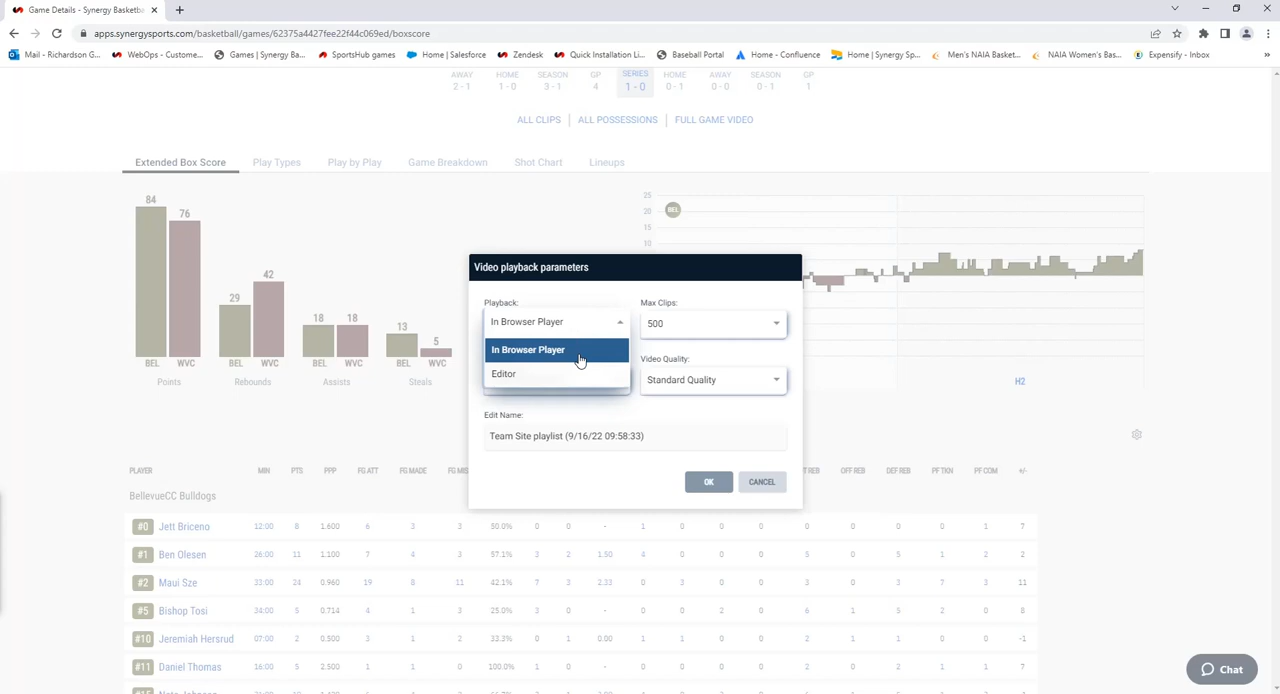 Game Details - Synergy Basketb
apps.synergysports.com/basketball/games/62375a4427fee22f44c069ed/boxscore
Mail - Richardson G... WebOps - Custome... Games | Synergy Ba... SportsHub games Home | Salesforce Zendesk Quick Installation Li... Baseball Portal Home - Confluence Home | Synergy Sp... Men's NAIA Basket... NAIA Women's Bas... Expensify - Inbox »
AWAY HOME SEASON GP SERIES HOME AWAY SEASON GP
2 - 1 1 - 0 3 - 1 4 1 - 0 0 - 1 0 - 0 0 - 1 1
ALL CLIPS | ALL POSSESSIONS | FULL GAME VIDEO
Extended Box Score Play Types Play by Play Game Breakdown Shot Chart Lineups
84
76
29
42
18
18
13
5
BEL WVC BEL WVC BEL WVC BEL WVC
Points Rebounds Assists Steals
25
20
15
10
BEL
H2
Video playback parameters
Playback: Max Clips:
In Browser Player 500
In Browser Player
Editor
Video Quality:
Standard Quality
Edit Name:
Team Site playlist (9/16/22 09:58:33)
OK CANCEL
PLAYER MIN PTS PPP FG ATT FG MADE FG MIS T REB OFF REB DEF REB PF TKN PF COM +/-
BellevueCC Bulldogs
#0 Jett Briceno 12:00 8 1.600 6 3 3 50.0% 0 0 - 1 0 0 0 0 0 0 0 1 7
#1 Ben Olesen 26:00 11 1.100 7 4 3 57.1% 3 2 1.50 4 0 0 0 5 0 5 1 2 2
#2 Maui Sze 33:00 24 0.960 19 8 11 42.1% 7 3 2.33 0 3 0 0 3 0 3 7 3 11
#5 Bishop Tosi 34:00 5 0.714 4 1 3 25.0% 3 0 - 0 0 2 0 6 1 5 2 0 8
#10 Jeremiah Hersrud 07:00 2 0.500 3 1 2 33.3% 0 1 0.00 1 1 0 0 2 1 1 0 0 -1
#11 Daniel Thomas 16:00 5 2.500 1 1 0 100.0% 1 0 - 0 0 0 0 2 0 2 1 1 7
Chat